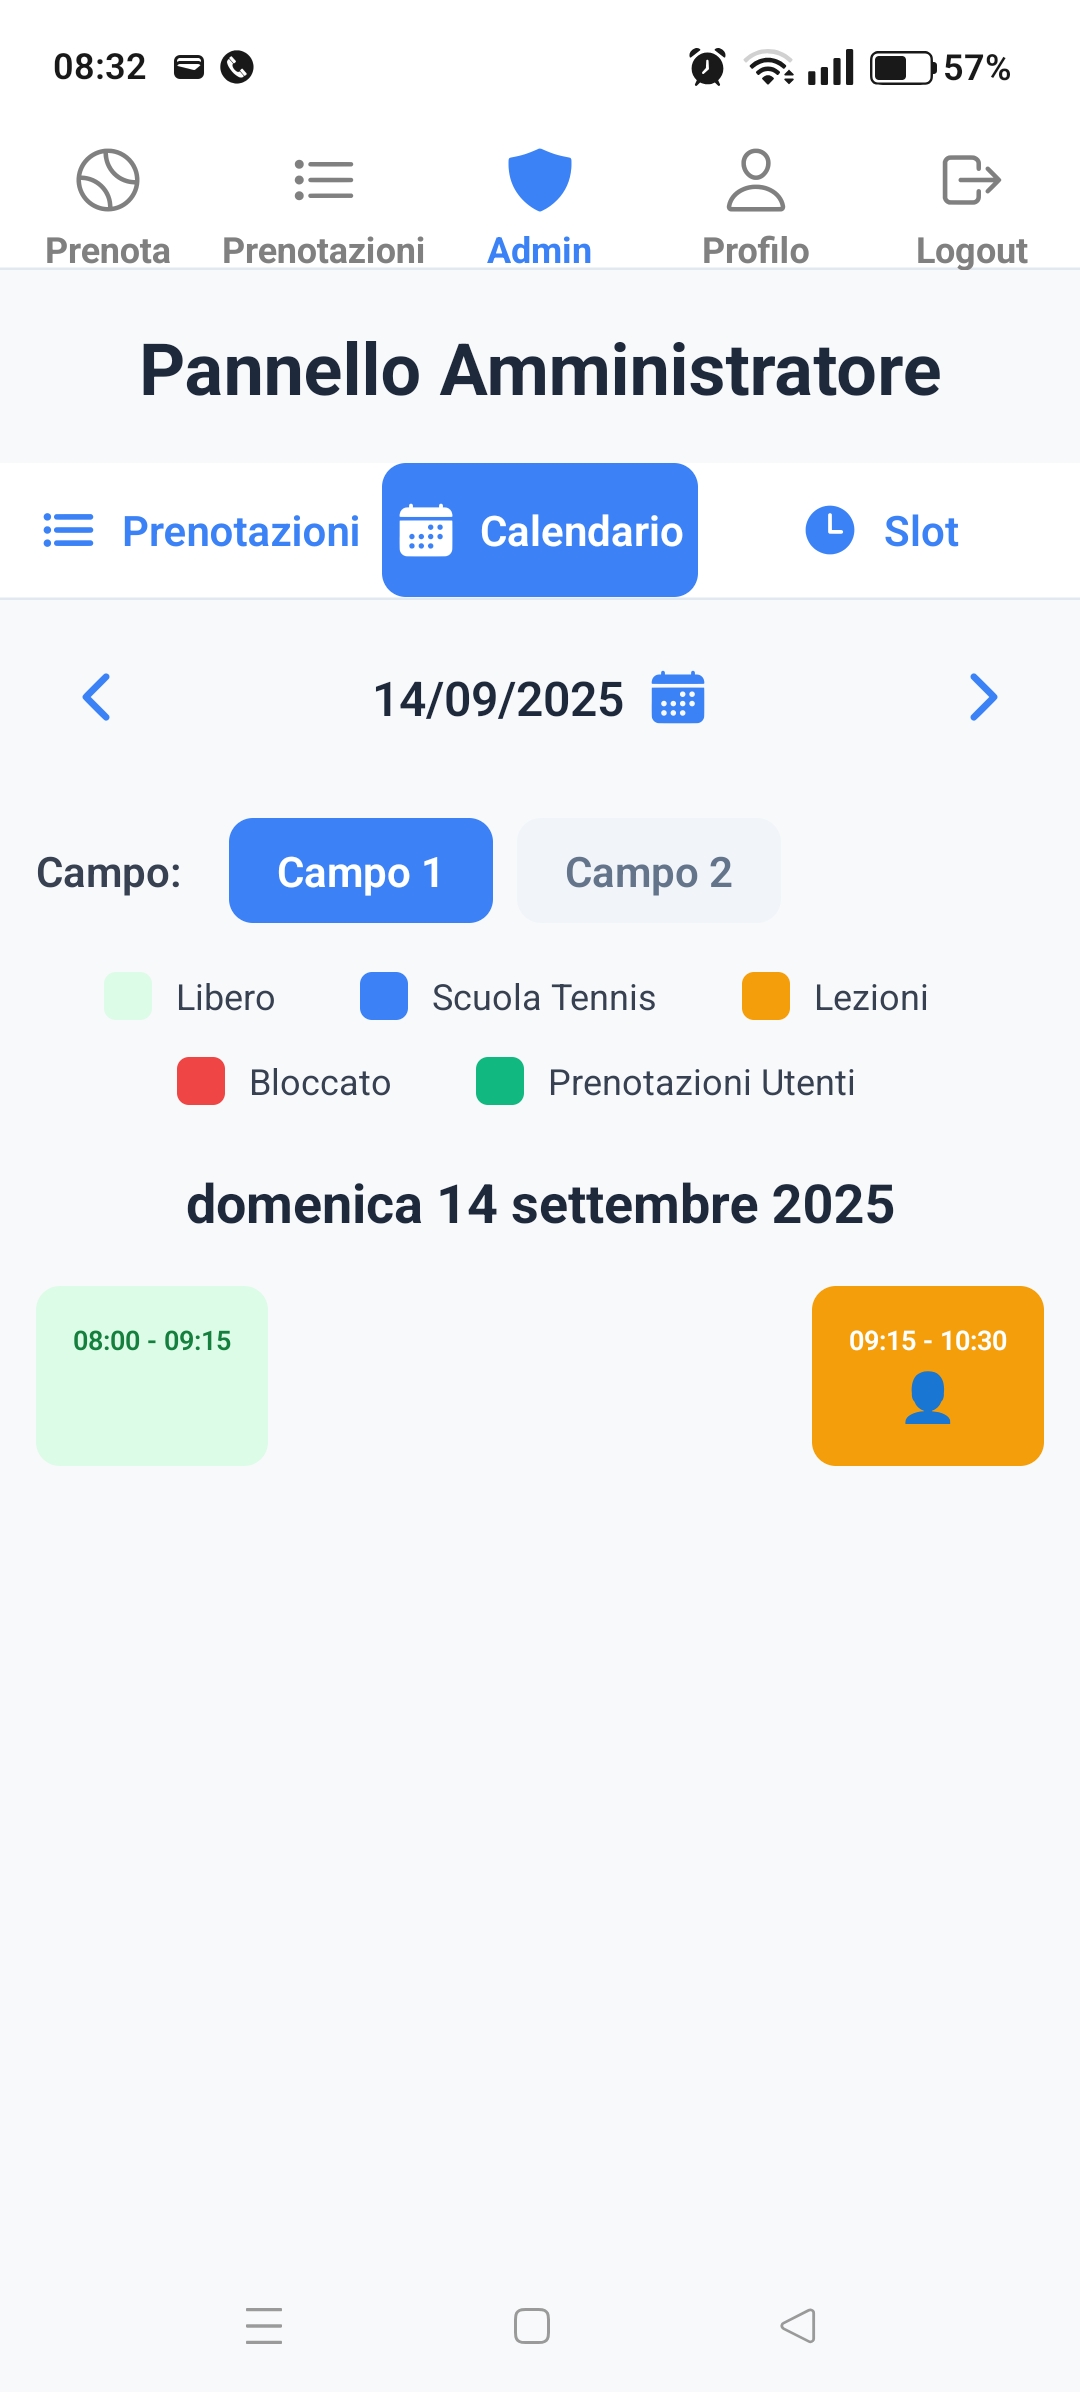 08:32 57%
Prenota Prenotazioni Admin Profilo Logout
Pannello Amministratore
Prenotazioni Calendario Slot
14/09/2025
Campo: Campo 1 Campo 2
Libero Scuola Tennis Lezioni
Bloccato Prenotazioni Utenti
domenica 14 settembre 2025
08:00 - 09:15 09:15 - 10:30